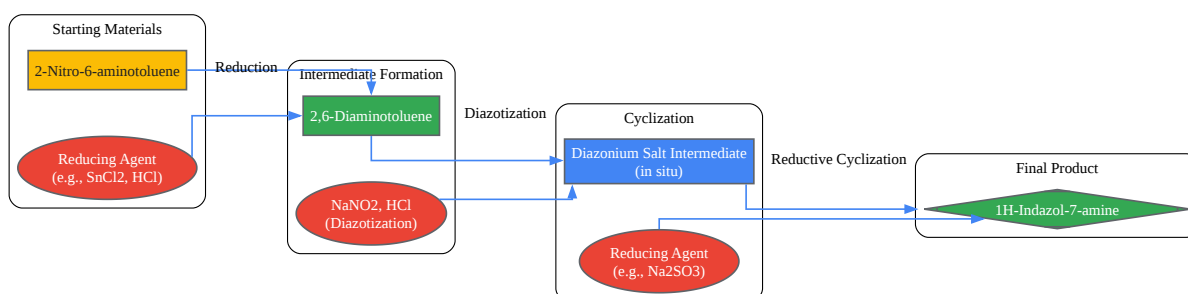 Starting Materials
2-Nitro-6-aminotoluene
Reducing Agent
(e.g., SnCl2, HCl)
Reduction
Intermediate Formation
2,6-Diaminotoluene
NaNO2, HCl
(Diazotization)
Diazotization
Cyclization
Diazonium Salt Intermediate
(in situ)
Reducing Agent
(e.g., Na2SO3)
Reductive Cyclization
Final Product
1H-Indazol-7-amine